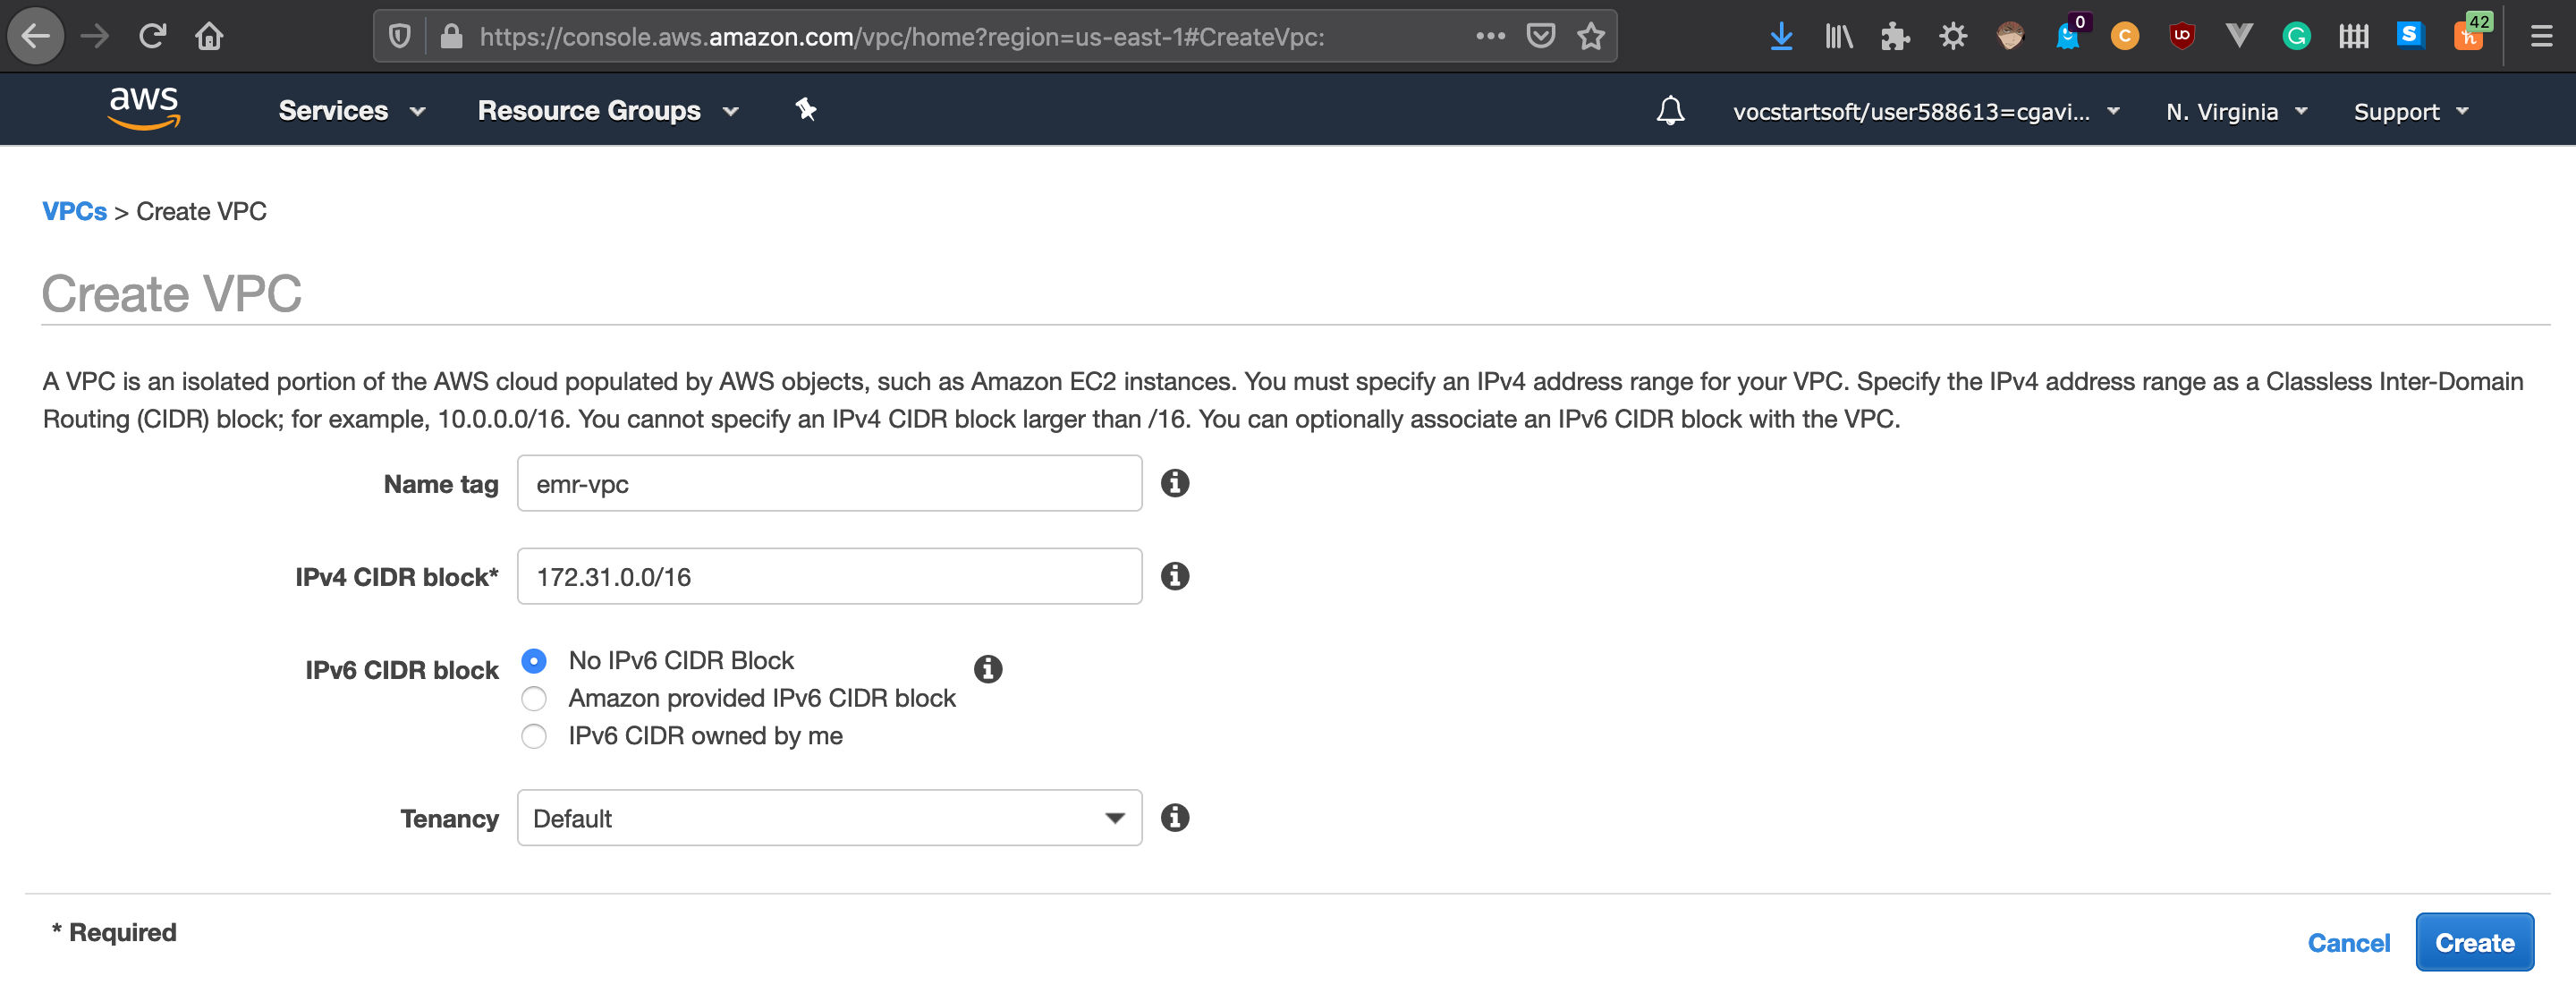 https://console.aws.amazon.com/vpc/home?region=us-east-1#CreateVpc:
0
42
aws Services Resource Groups vocstartsoft/user588613=cgavi... N. Virginia Support
VPCs > Create VPC
Create VPC
A VPC is an isolated portion of the AWS cloud populated by AWS objects, such as Amazon EC2 instances. You must specify an IPv4 address range for your VPC. Specify the IPv4 address range as a Classless Inter-Domain
Routing (CIDR) block; for example, 10.0.0.0/16. You cannot specify an IPv4 CIDR block larger than /16. You can optionally associate an IPv6 CIDR block with the VPC.
Name tag emr-vpc
IPv4 CIDR block* 172.31.0.0/16
IPv6 CIDR block No IPv6 CIDR Block
Amazon provided IPv6 CIDR block
IPv6 CIDR owned by me
Tenancy Default
* Required
Cancel Create